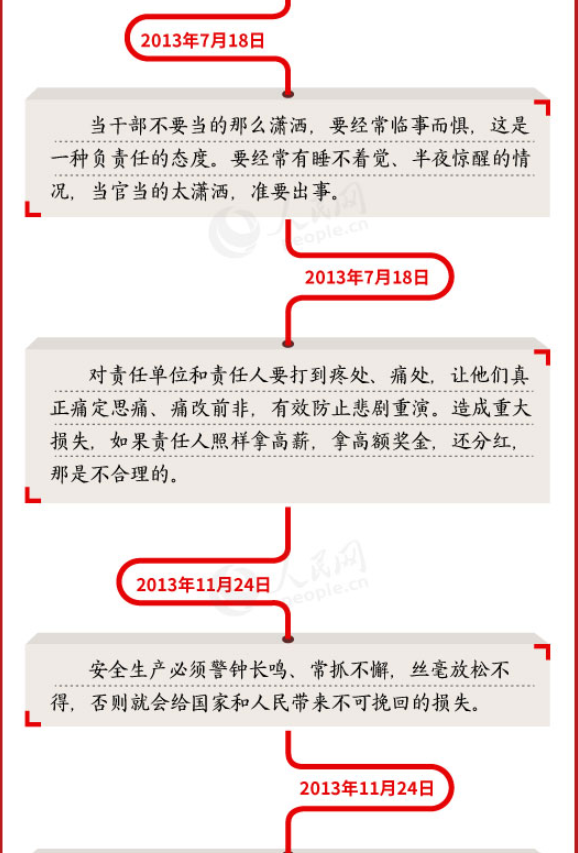 2013年7月18日
当干部不要当的那么潇洒，要经常临事而惧，这是
一种负责任的态度。要经常有睡不着觉、半夜惊醒的情
况，当官当的太潇洒，准要出事。
人民网
people.cn
2013年7月18日
对责任单位和责任人要打到疼处、痛处，让他们真
正痛定思痛、痛改前非，有效防止悲剧重演。造成重大
损失，如果责任人照样拿高薪，拿高额奖金，还分红，
那是不合理的。
人民网
people.cn
2013年11月24日
安全生产必须警钟长鸣、常抓不懈，丝毫放松不
得，否则就会给国家和人民带来不可挽回的损失。
2013年11月24日